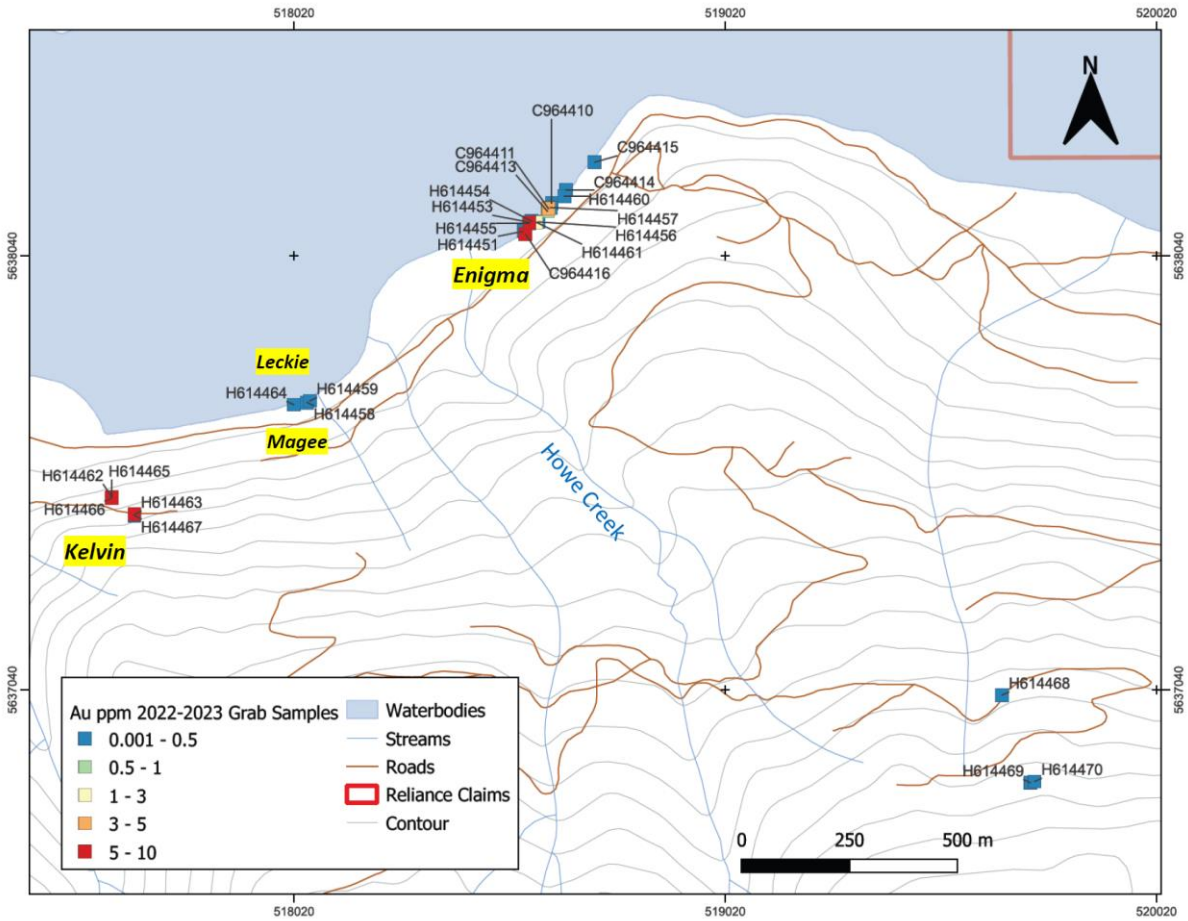 518020
519020
520020
N
C964410
C964411
C964413
C964415
C964414
H614454
H614460
H614453
H614457
H614455
H614456
H614451
H614461
C964416
5638040
5638040
Enigma
Leckie
H614464
H614459
H614458
Magee
H614462
H614465
H614466
H614463
H614467
Kelvin
Howe Creek
H614468
5637040
5637040
H614469
H614470
Au ppm 2022-2023 Grab Samples
0.001 - 0.5
0.5 - 1
1 - 3
3 - 5
5 - 10
Waterbodies
Streams
Roads
Reliance Claims
Contour
0 250 500 m
518020
519020
520020